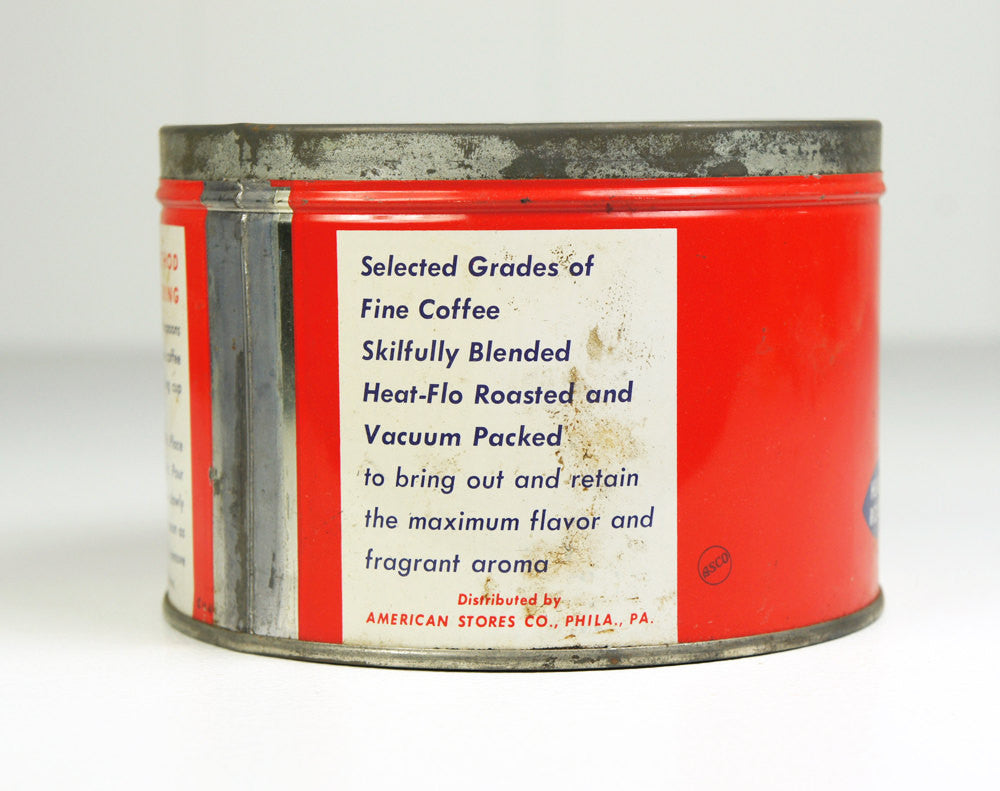 Selected Grades of
Fine Coffee
Skilfully Blended
Heat-Flo Roasted and
Vacuum Packed
to bring out and retain
the maximum flavor and
fragrant aroma
Distributed by
AMERICAN STORES CO., PHILA., PA.
ASCO